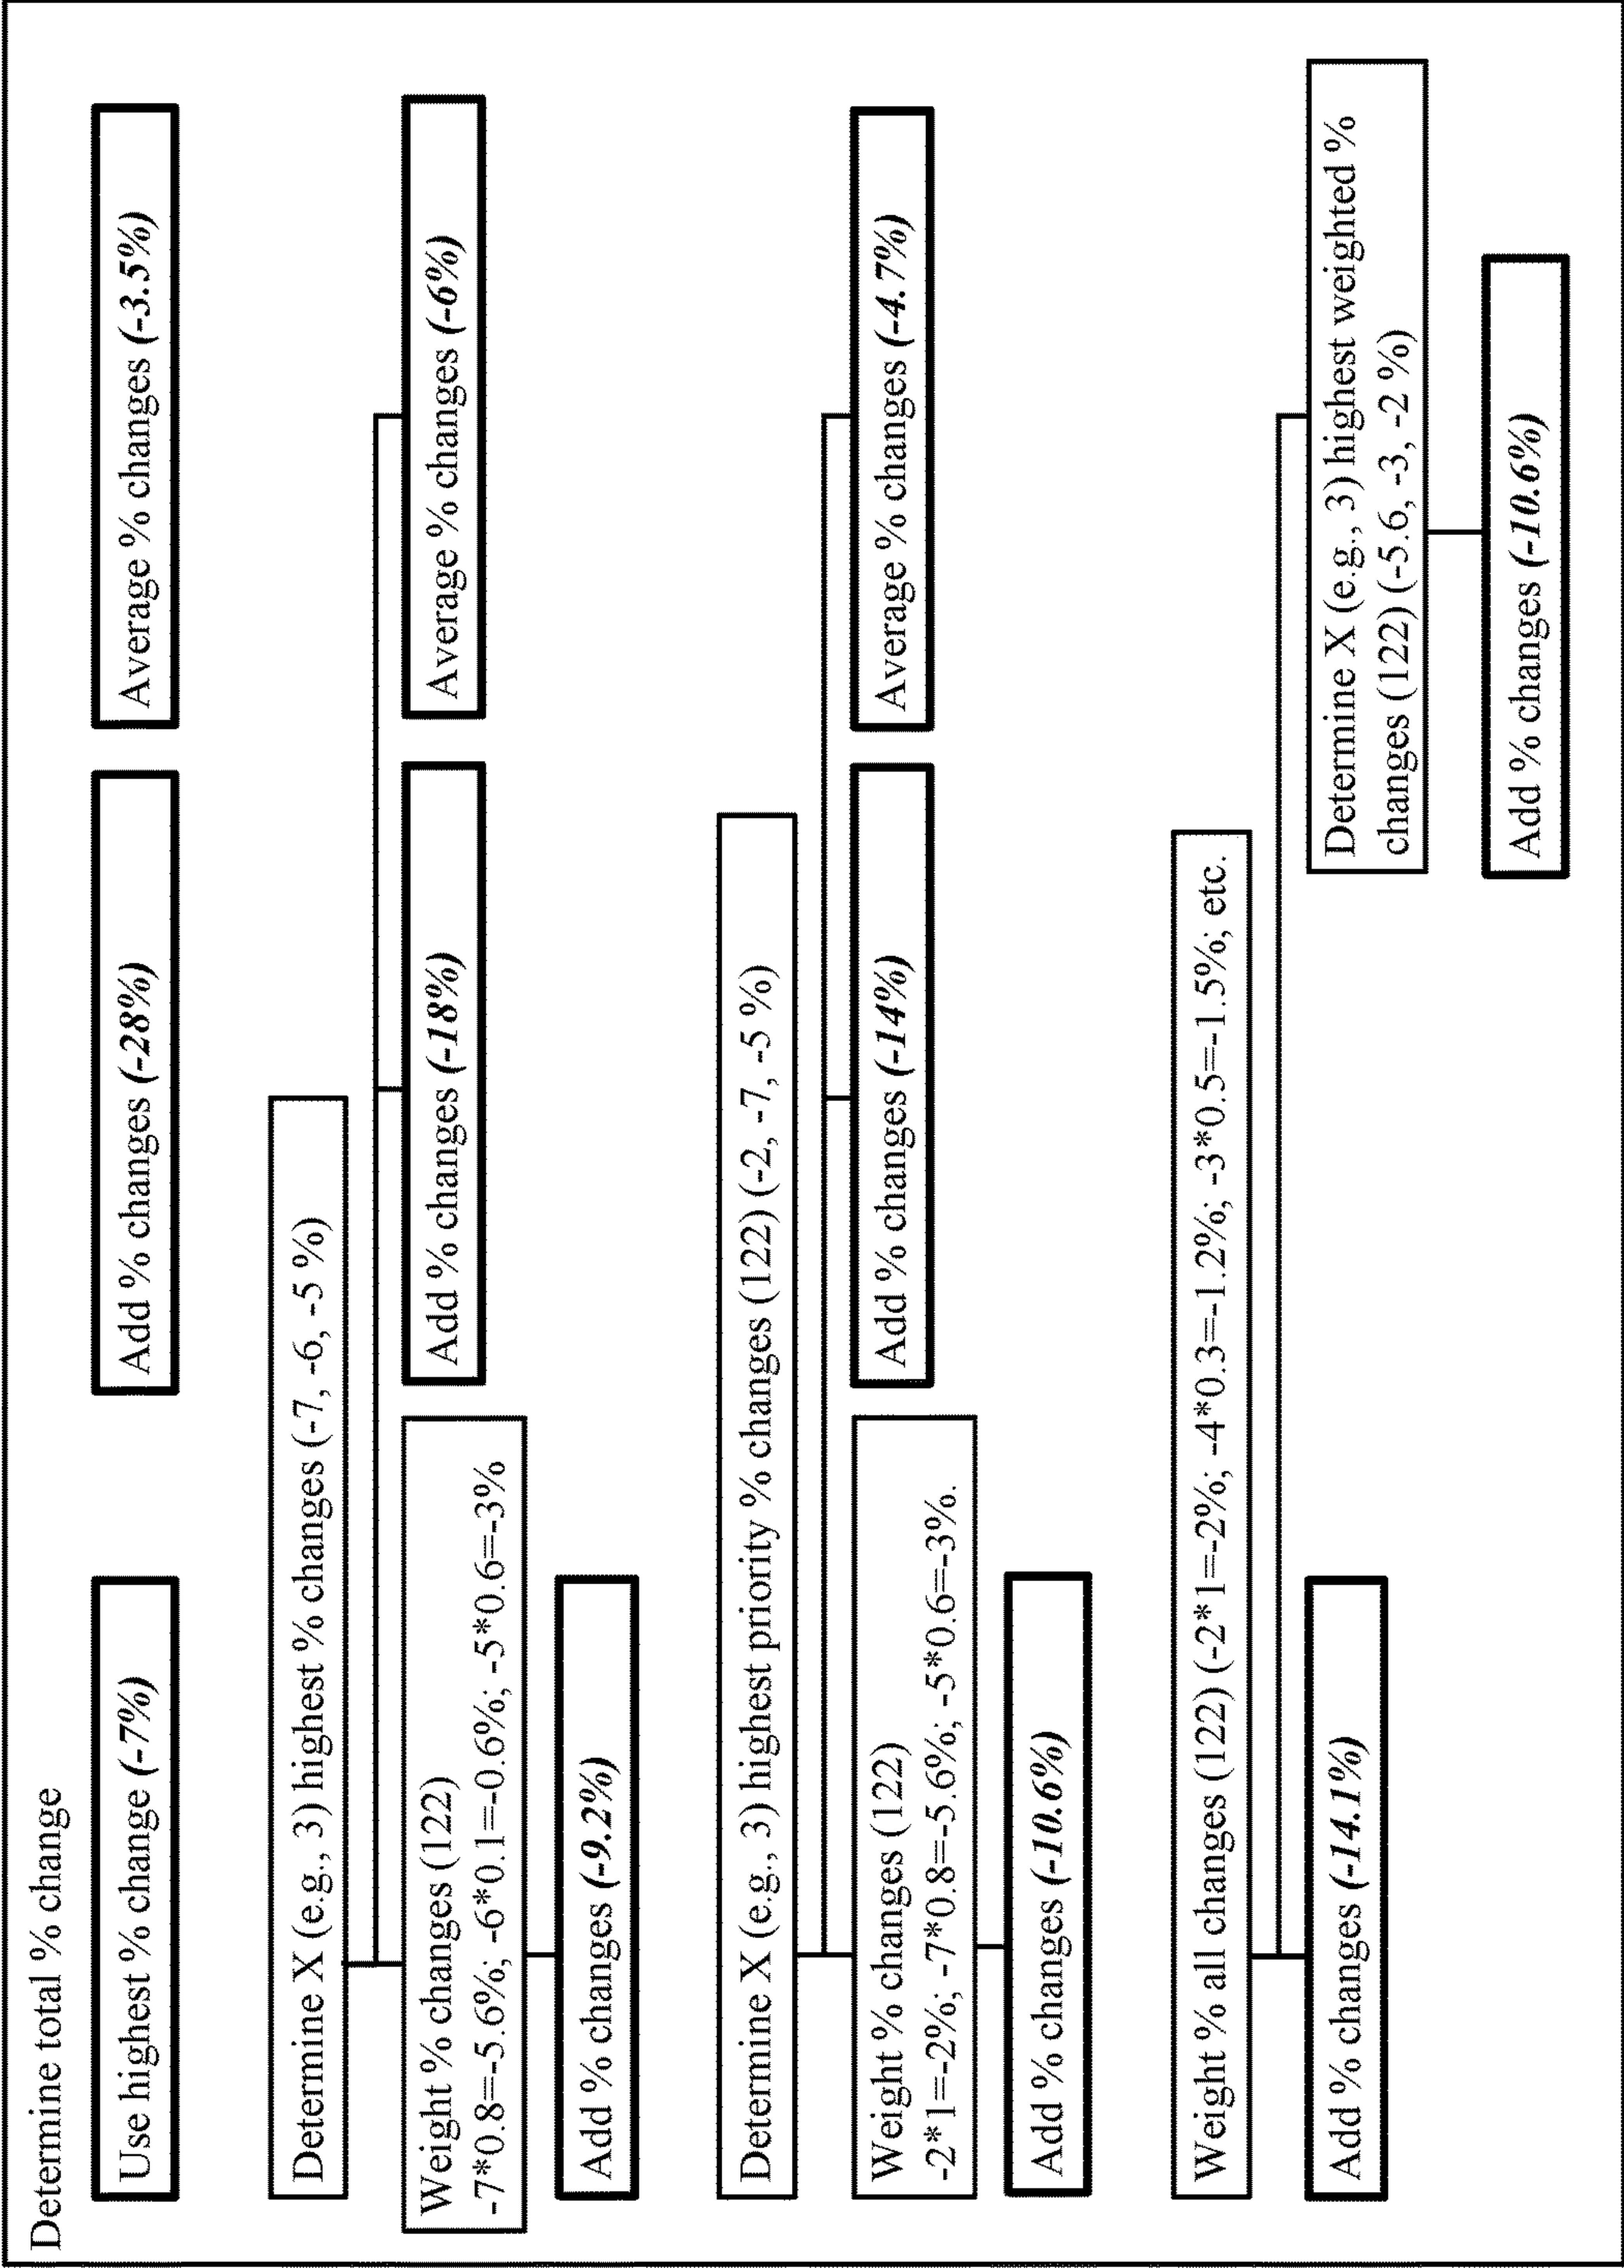 Determine total % change
Use highest % change (-7%)
Add % changes (-28%)
Average % changes (-3.5%)
Determine X (e.g., 3) highest % changes (-7, -6, -5 %)
Weight % changes (122)
-7*0.8=-5.6%; -6*0.1=-0.6%; -5*0.6=-3%
Add % changes (-18%)
Average % changes (-6%)
Add % changes (-9.2%)
Determine X (e.g., 3) highest priority % changes (122) (-2, -7, -5 %)
Weight % changes (122)
-2*1=-2%; -7*0.8=-5.6%; -5*0.6=-3%.
Add % changes (-14%)
Average % changes (-4.7%)
Add % changes (-10.6%)
Weight % all changes (122) (-2*1=-2%; -4*0.3=-1.2%; -3*0.5=-1.5%; etc.
Add % changes (-14.1%)
Determine X (e.g., 3) highest weighted %
changes (122) (-5.6, -3, -2 %)
Add % changes (-10.6%)